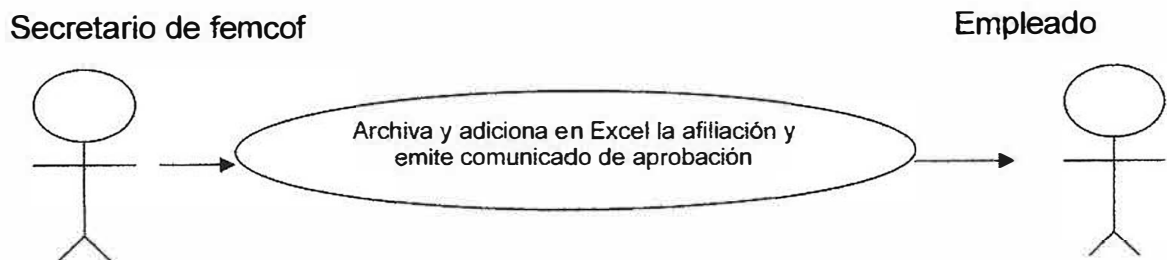 Secretario de femcof
Empleado
Archiva y adiciona en Excel la afiliación y
emite comunicado de aprobación